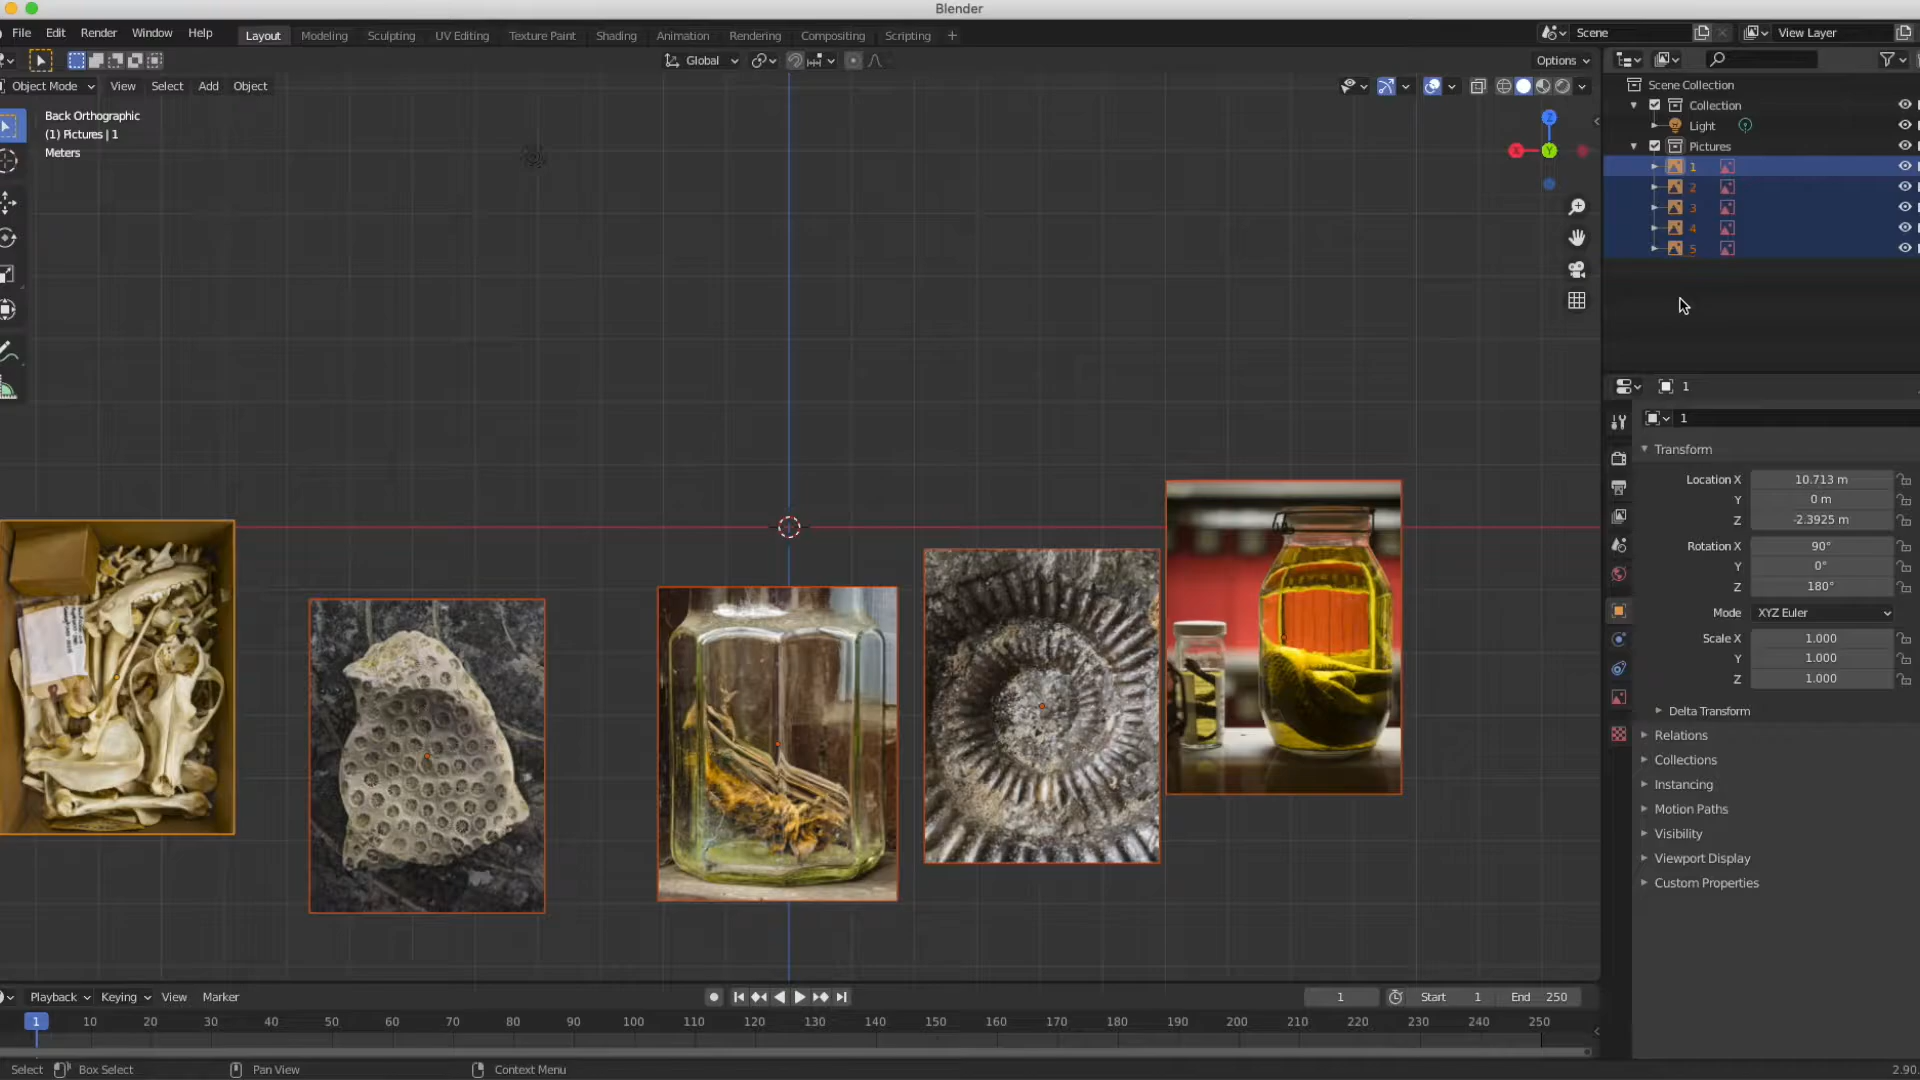 Blender
File Edit Render Window Help Layout Modeling Sculpting UV Editing Texture Paint Shading Animation Rendering Compositing Scripting + Scene View Layer
Global Options
Object Mode View Select Add Object
Back Orthographic
(1) Pictures | 1
Meters
Z
X Y
Scene Collection
Collection
Light
Pictures
1
2
3
4
5
1
1
Transform
Location X 10.713 m
Y 0 m
Z -2.3925 m
Rotation X 90°
Y 0°
Z 180°
Mode XYZ Euler
Scale X 1.000
Y 1.000
Z 1.000
Delta Transform
Relations
Collections
Instancing
Motion Paths
Visibility
Viewport Display
Custom Properties
Playback Keying View Marker 1 Start 1 End 250
1 10 20 30 40 50 60 70 80 90 100 110 120 130 140 150 160 170 180 190 200 210 220 230 240 250
Select Box Select Pan View Context Menu 2.90.